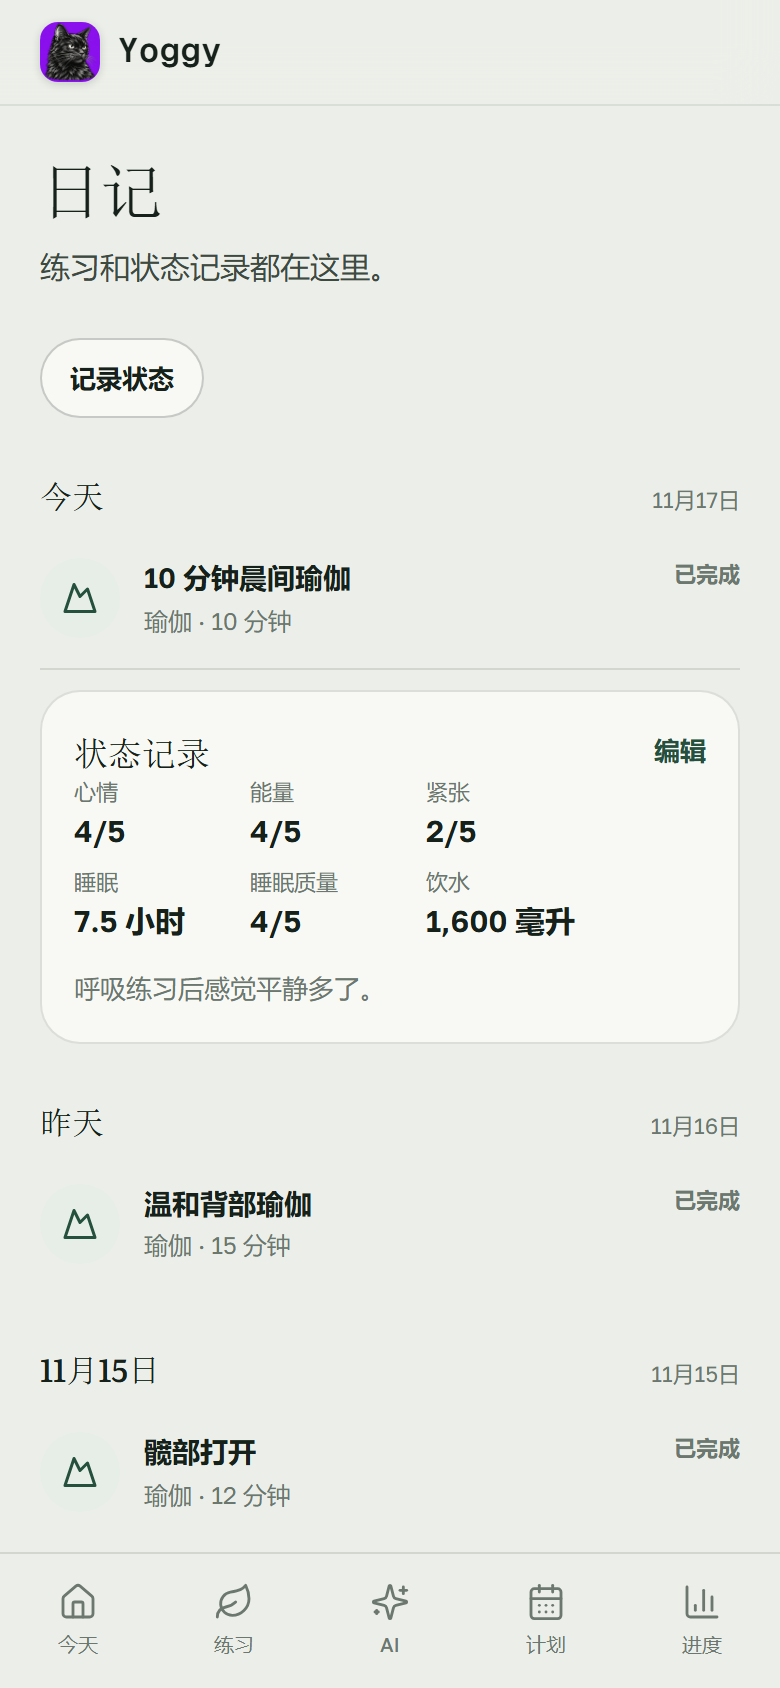 Yoggy
日记
练习和状态记录都在这里。
记录状态
今天 11月17日
10 分钟晨间瑜伽 已完成
瑜伽 · 10 分钟
状态记录 编辑
心情 能量 紧张
4/5 4/5 2/5
睡眠 睡眠质量 饮水
7.5 小时 4/5 1,600 毫升
呼吸练习后感觉平静多了。
昨天 11月16日
温和背部瑜伽 已完成
瑜伽 · 15 分钟
11月15日 11月15日
髋部打开 已完成
瑜伽 · 12 分钟
今天 练习 AI 计划 进度